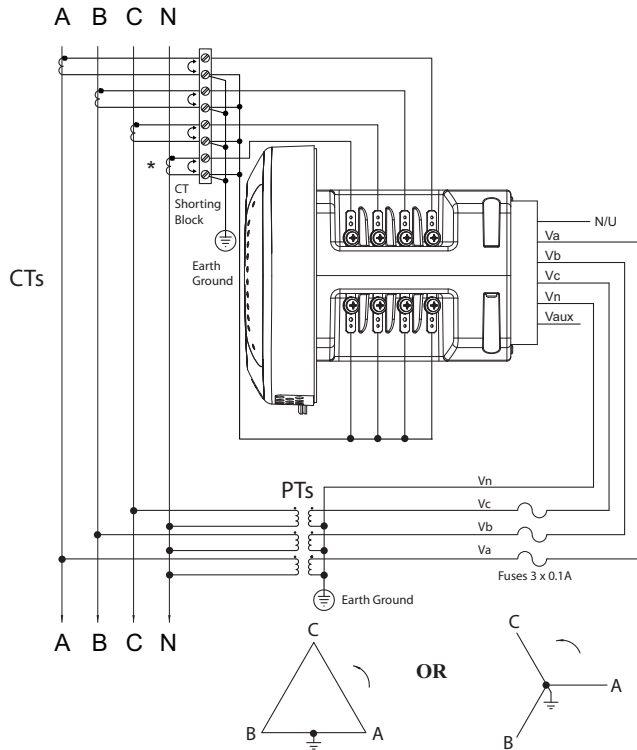 A B C N
*
CT
Shorting
Block
Earth
Ground
CTs
N/U
Va
Vb
Vc
Vn
Vaux
PTs
Vn
Vc
Vb
Va
Fuses 3 x 0.1A
Earth Ground
A B C N
C
B A
OR
C
A
B